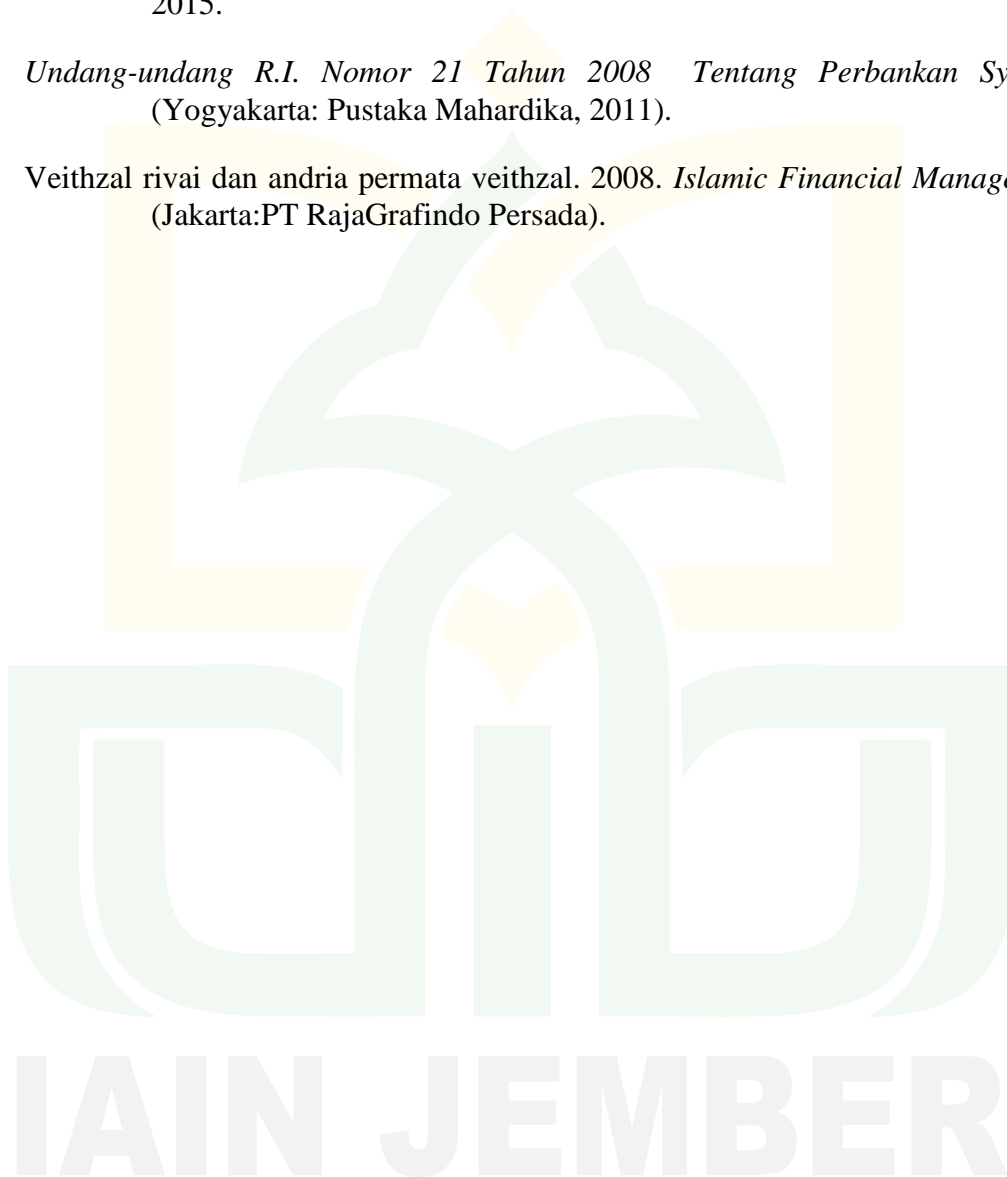 2015.
Undang-undang R.I. Nomor 21 Tahun 2008 Tentang Perbankan Sy
(Yogyakarta: Pustaka Mahardika, 2011).
Veithzal rivai dan andria permata veithzal. 2008. Islamic Financial Manag
(Jakarta:PT RajaGrafindo Persada).
IAIN JEMBER